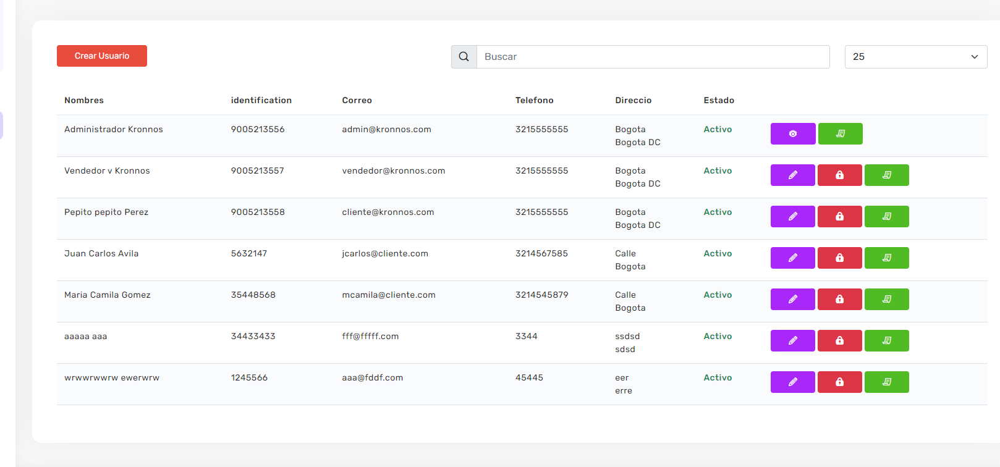 Crear Usuario
Buscar
25
Nombres identification Correo Telefono Direccio Estado
Administrador Kronnos 9005213556 admin@kronnos.com 3215555555 Bogota Activo
Bogota DC
Vendedor v Kronnos 9005213557 vendedor@kronnos.com 3215555555 Bogota Activo
Bogota DC
Pepito pepito Perez 9005213558 cliente@kronnos.com 3215555555 Bogota Activo
Bogota DC
Juan Carlos Avila 5632147 jcarlos@cliente.com 3214567585 Calle Activo
Bogota
Maria Camila Gomez 35448568 mcamila@cliente.com 3214545879 Calle Activo
Bogota
aaaaa aaa 34433433 fff@fffff.com 3344 ssdsd Activo
sdsd
wrwwrwwrw ewerwrw 1245566 aaa@fddf.com 45445 eer Activo
erre